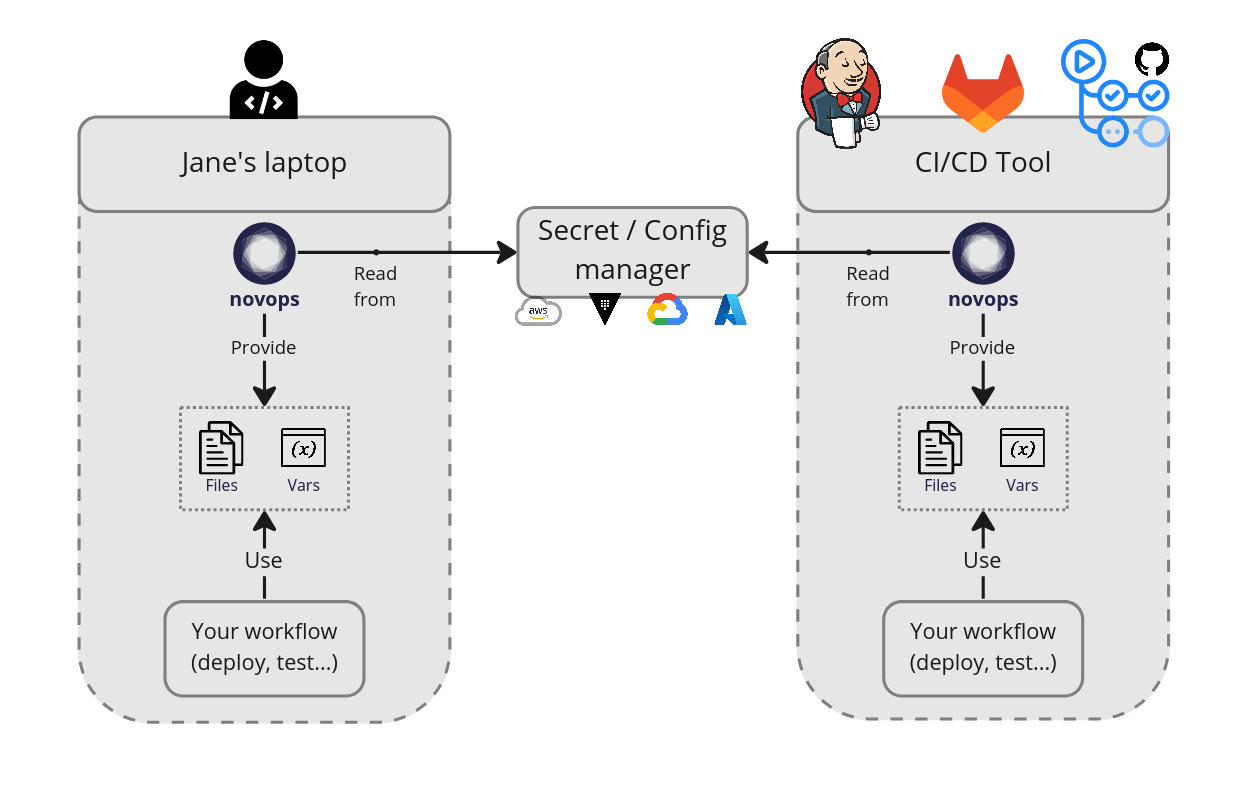 </>
Jane's laptop
novops
Read
from
Provide
Files
Vars
(x)
Use
Your workflow
(deploy, test...)
Secret / Config
manager
aws
CI/CD Tool
novops
Read
from
Provide
Files
Vars
(x)
Use
Your workflow
(deploy, test...)